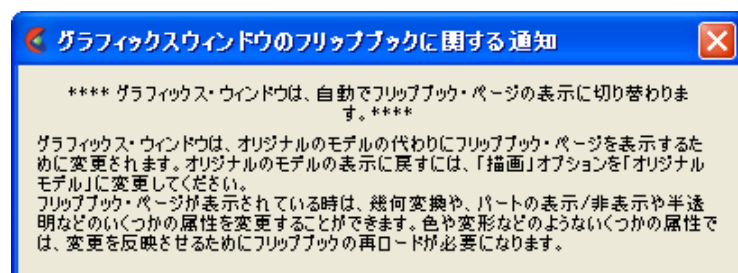 グラフィックスウィンドウのフリップブックに関する通知
**** グラフィックス・ウィンドウは、自動でフリップブック・ページの表示に切り替わりま
す。****
グラフィックス・ウィンドウは、オリジナルのモデルの代わりにフリップブック・ページを表示するた
めに変更されます。オリジナルのモデルの表示に戻すには、「描画」オプションを「オリジナル
モデル」に変更してください。
フリップブック・ページが表示されている時は、幾何変換や、パートの表示/非表示や半透
明などのいくつかの属性を変更することができます。色や変形などのようないくつかの属性で
は、変更を反映させるためにフリップブックの再ロードが必要になります。